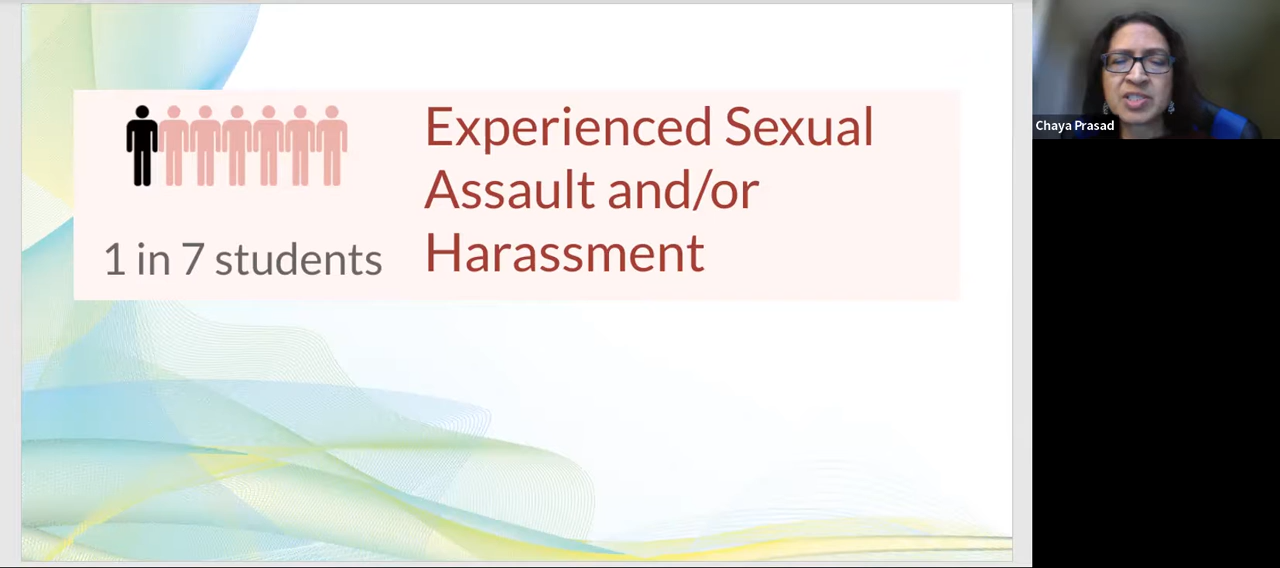 Experienced Sexual
Assault and/or
Harassment
1 in 7 students
Chaya Prasad